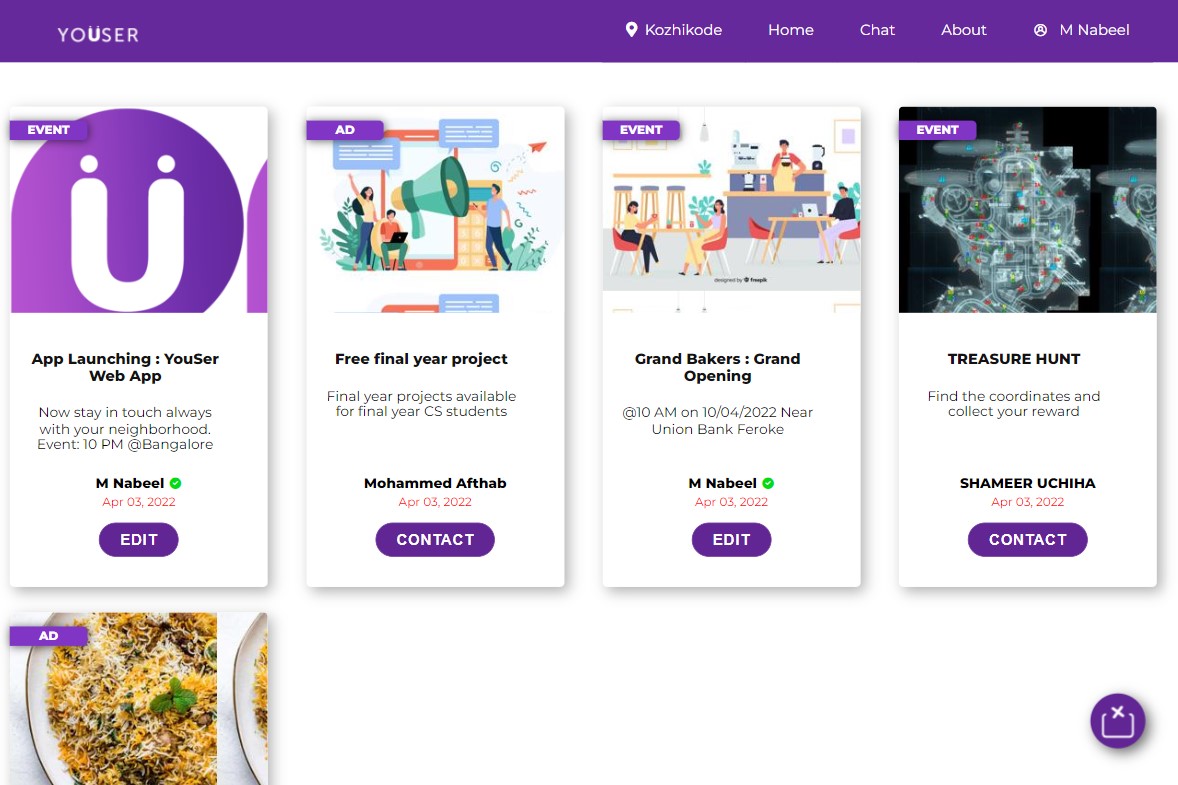 YOÜSER
Kozhikode Home Chat About M Nabeel
EVENT
Ü
App Launching : YouSer
Web App
Now stay in touch always
with your neighborhood.
Event: 10 PM @Bangalore
M Nabeel
Apr 03, 2022
EDIT
AD
Free final year project
Final year projects available
for final year CS students
Mohammed Afthab
Apr 03, 2022
CONTACT
EVENT
designed by freepik
Grand Bakers : Grand
Opening
@10 AM on 10/04/2022 Near
Union Bank Feroke
M Nabeel
Apr 03, 2022
EDIT
EVENT
TREASURE HUNT
Find the coordinates and
collect your reward
SHAMEER UCHIHA
Apr 03, 2022
CONTACT
AD